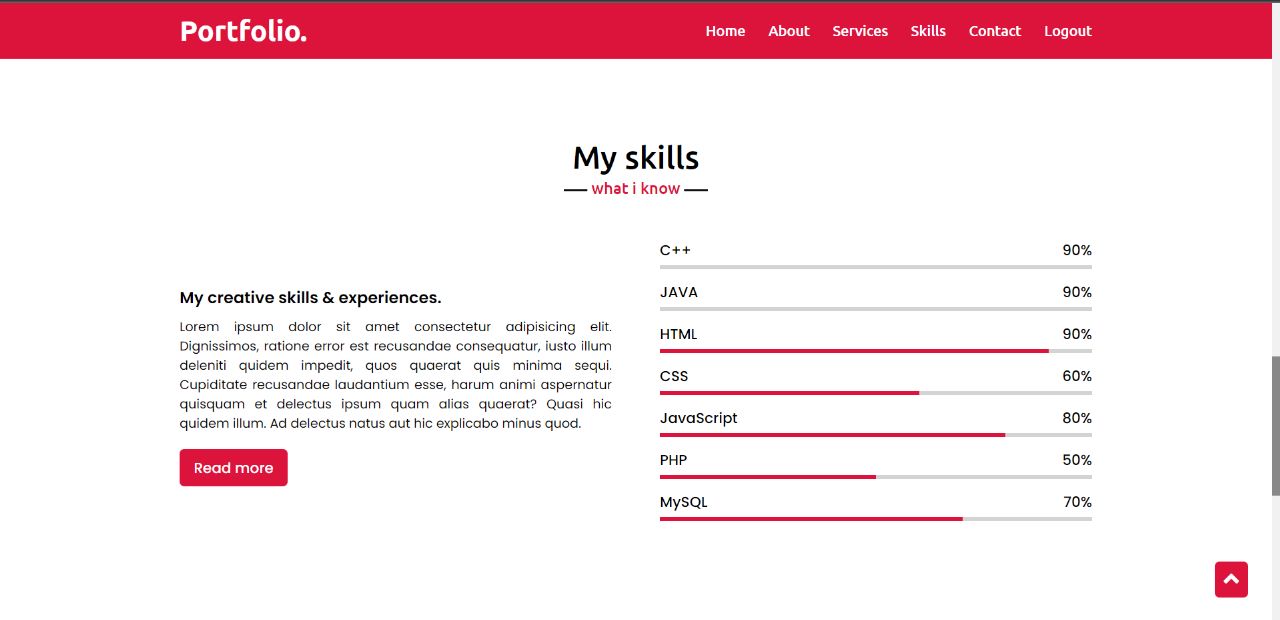 Portfolio.
Home About Services Skills Contact Logout
My skills
what i know
My creative skills & experiences.
Lorem ipsum dolor sit amet consectetur adipisicing elit.
Dignissimos, ratione error est recusandae consequatur, iusto illum
deleniti quidem impedit, quos quaerat quis minima sequi.
Cupiditate recusandae laudantium esse, harum animi aspernatur
quisquam et delectus ipsum quam alias quaerat? Quasi hic
quidem illum. Ad delectus natus aut hic explicabo minus quod.
Read more
C++ 90%
JAVA 90%
HTML 90%
CSS 60%
JavaScript 80%
PHP 50%
MySQL 70%